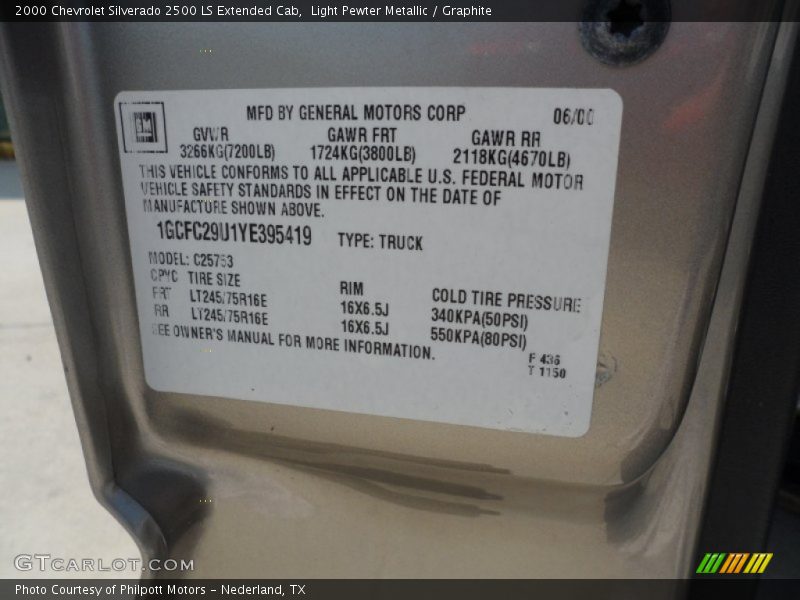 2000 Chevrolet Silverado 2500 LS Extended Cab, Light Pewter Metallic / Graphite
GM
MFD BY GENERAL MOTORS CORP 06/00
GVWR GAWR FRT GAWR RR
3266KG(7200LB) 1724KG(3800LB) 2118KG(4670LB)
THIS VEHICLE CONFORMS TO ALL APPLICABLE U.S. FEDERAL MOTOR
VEHICLE SAFETY STANDARDS IN EFFECT ON THE DATE OF
MANUFACTURE SHOWN ABOVE.
1GCFC29U1YE395419 TYPE: TRUCK
MODEL: C25753
TIRE SIZE RIM COLD TIRE PRESSURE
FRT LT245/75R16E 16X6.5J 340KPA(50PSI)
RR LT245/75R16E 16X6.5J 550KPA(80PSI)
SEE OWNER'S MANUAL FOR MORE INFORMATION.
F 436
T 1150
GTCARLOT.COM
Photo Courtesy of Philpott Motors - Nederland, TX